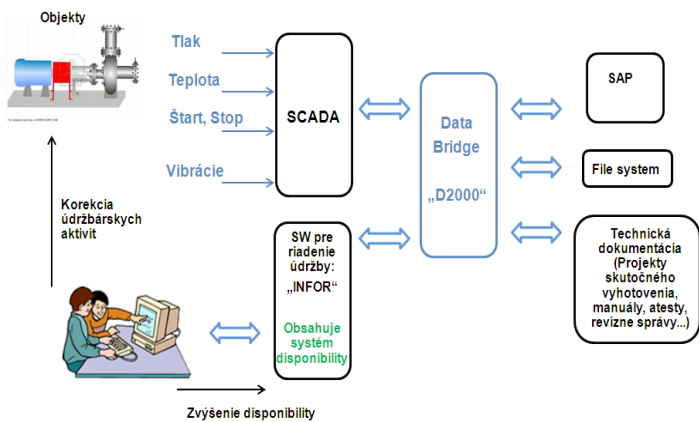 Objekty
Tlak
Teplota
Štart, Stop
Vibrácie
SCADA
Data
Bridge
„D2000“
SAP
File system
Technická
dokumentácia
(Projekty
skutočného
vyhotovenia,
manuály, atesty,
revizne správy...)
Korekcia
údržbárskych
aktivít
SW pre
riadenie
údržby:
„INFOR“
Obsahuje
systém
disponibility
Zvýšenie disponibility